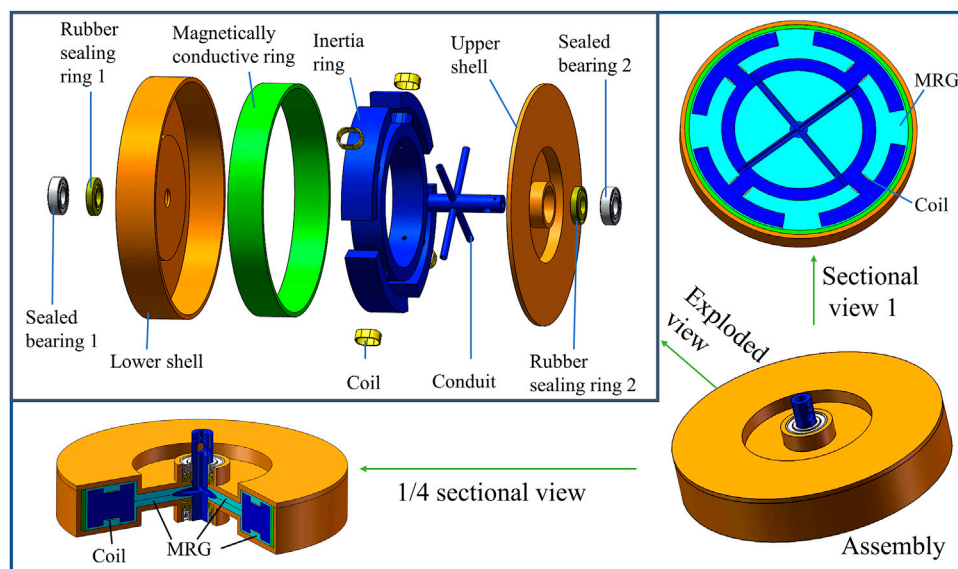 Rubber
sealing
ring 1
Magnetically
conductive ring
Inertia
ring
Upper
shell
Sealed
bearing 2
Sealed
bearing 1
Lower shell
Coil
Conduit
Rubber
sealing ring 2
MRG
Coil
Sectional
view 1
Exploded
view
1/4 sectional view
Coil
MRG
Assembly